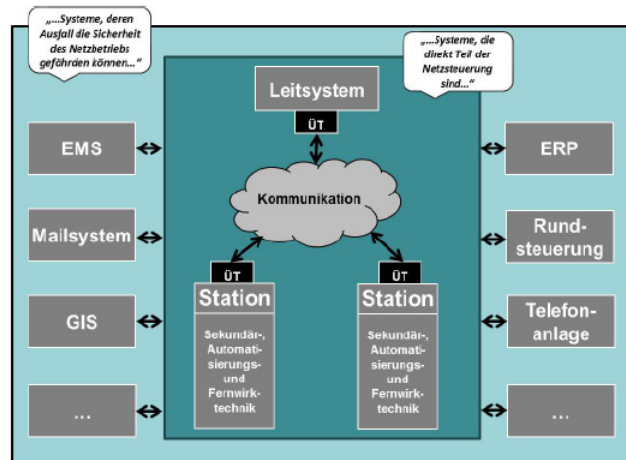 „...Systeme, deren
Ausfall die Sicherheit
des Netzbetriebs
gefährden können...“
„...Systeme, die
direkt Teil der
Netzsteuerung
sind...“
Leitsystem
ÜT
EMS
ERP
Kommunikation
Mailsystem
Rund-
steuerung
ÜT
ÜT
Station
Station
GIS
Telefon-
anlage
Sekundär-,
Automati-
sierungs-
und
Fernwirk-
technik
Sekundär-,
Automati-
sierungs-
und
Fernwirk-
technik
...
...